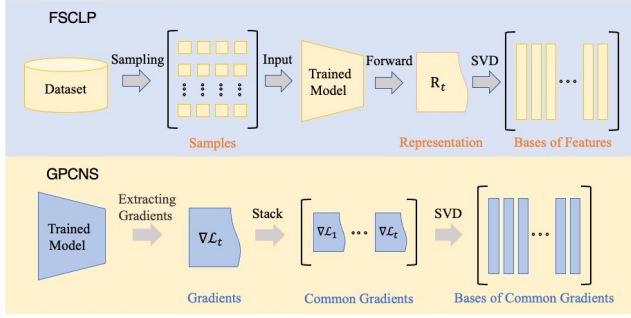 FSCLP
Dataset
Sampling
Samples
Input
Trained
Model
Forward
R_t
Representation
SVD
Bases of Features
GPCNS
Trained
Model
Extracting
Gradients
∇ℒ_t
Gradients
Stack
∇ℒ_1 ••• ∇ℒ_t
Common Gradients
SVD
Bases of Common Gradients